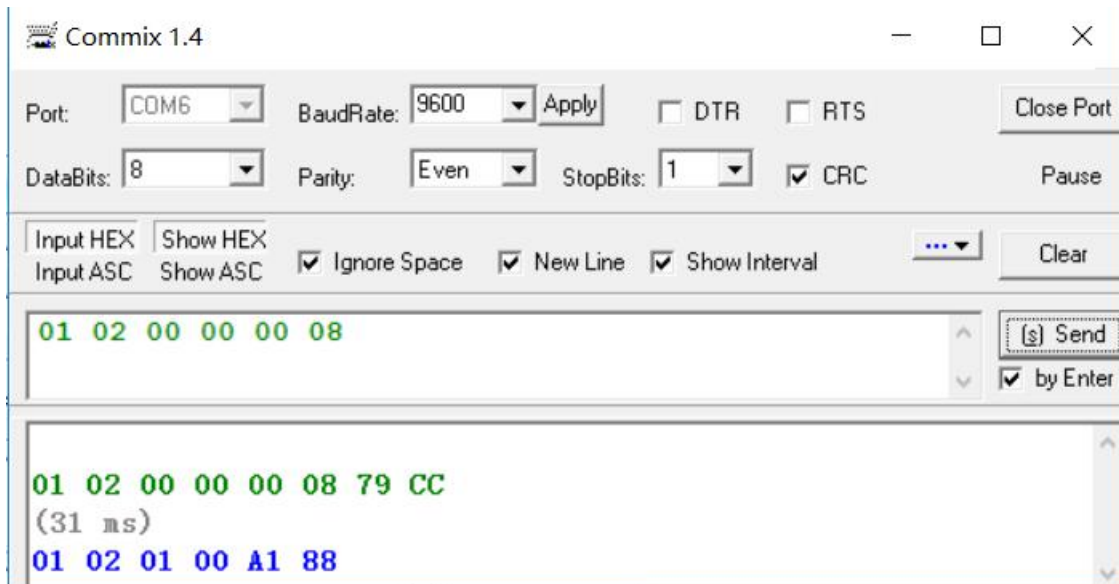 Commix 1.4
Port: COM6 BaudRate: 9600 Apply DTR RTS Close Port
DataBits: 8 Parity: Even StopBits: 1 CRC Pause
Input HEX Show HEX
Input ASC Show ASC Ignore Space New Line Show Interval ... Clear
01 02 00 00 00 08 (s) Send
by Enter
01 02 00 00 00 08 79 CC
(31 ms)
01 02 01 00 A1 88